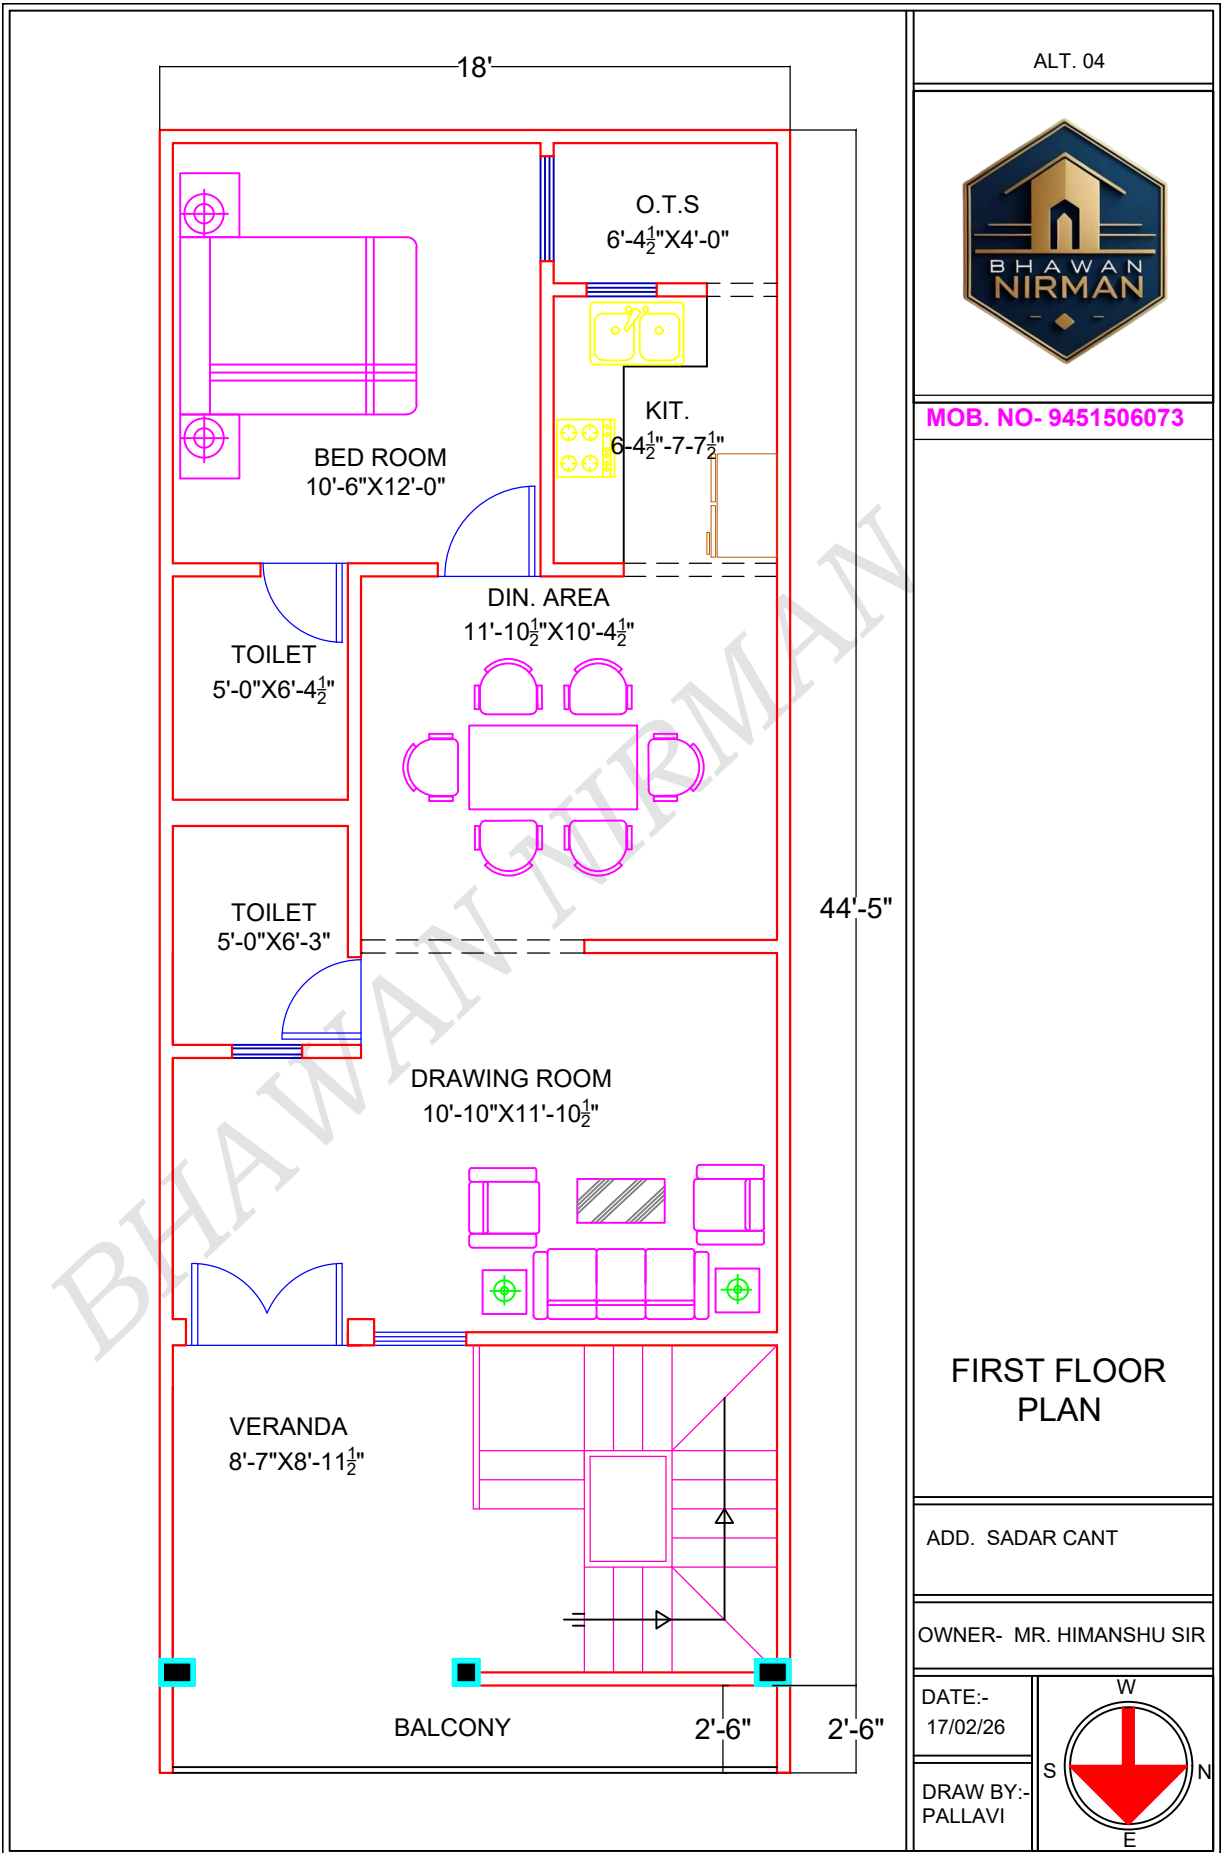 18'
ALT. 04
BHAWAN
NIRMAN
MOB. NO- 9451506073
O.T.S
6'-4½"X4'-0"
KIT.
6-4½"-7-7½"
BED ROOM
10'-6"X12'-0"
DIN. AREA
11'-10½"X10'-4½"
TOILET
5'-0"X6'-4½"
TOILET
5'-0"X6'-3"
44'-5"
DRAWING ROOM
10'-10"X11'-10½"
VERANDA
8'-7"X8'-11½"
BALCONY
2'-6"
2'-6"
BHAWAN NIRMAN
FIRST FLOOR
PLAN
ADD. SADAR CANT
OWNER- MR. HIMANSHU SIR
DATE:-
17/02/26
DRAW BY:-
PALLAVI
W
S
N
E